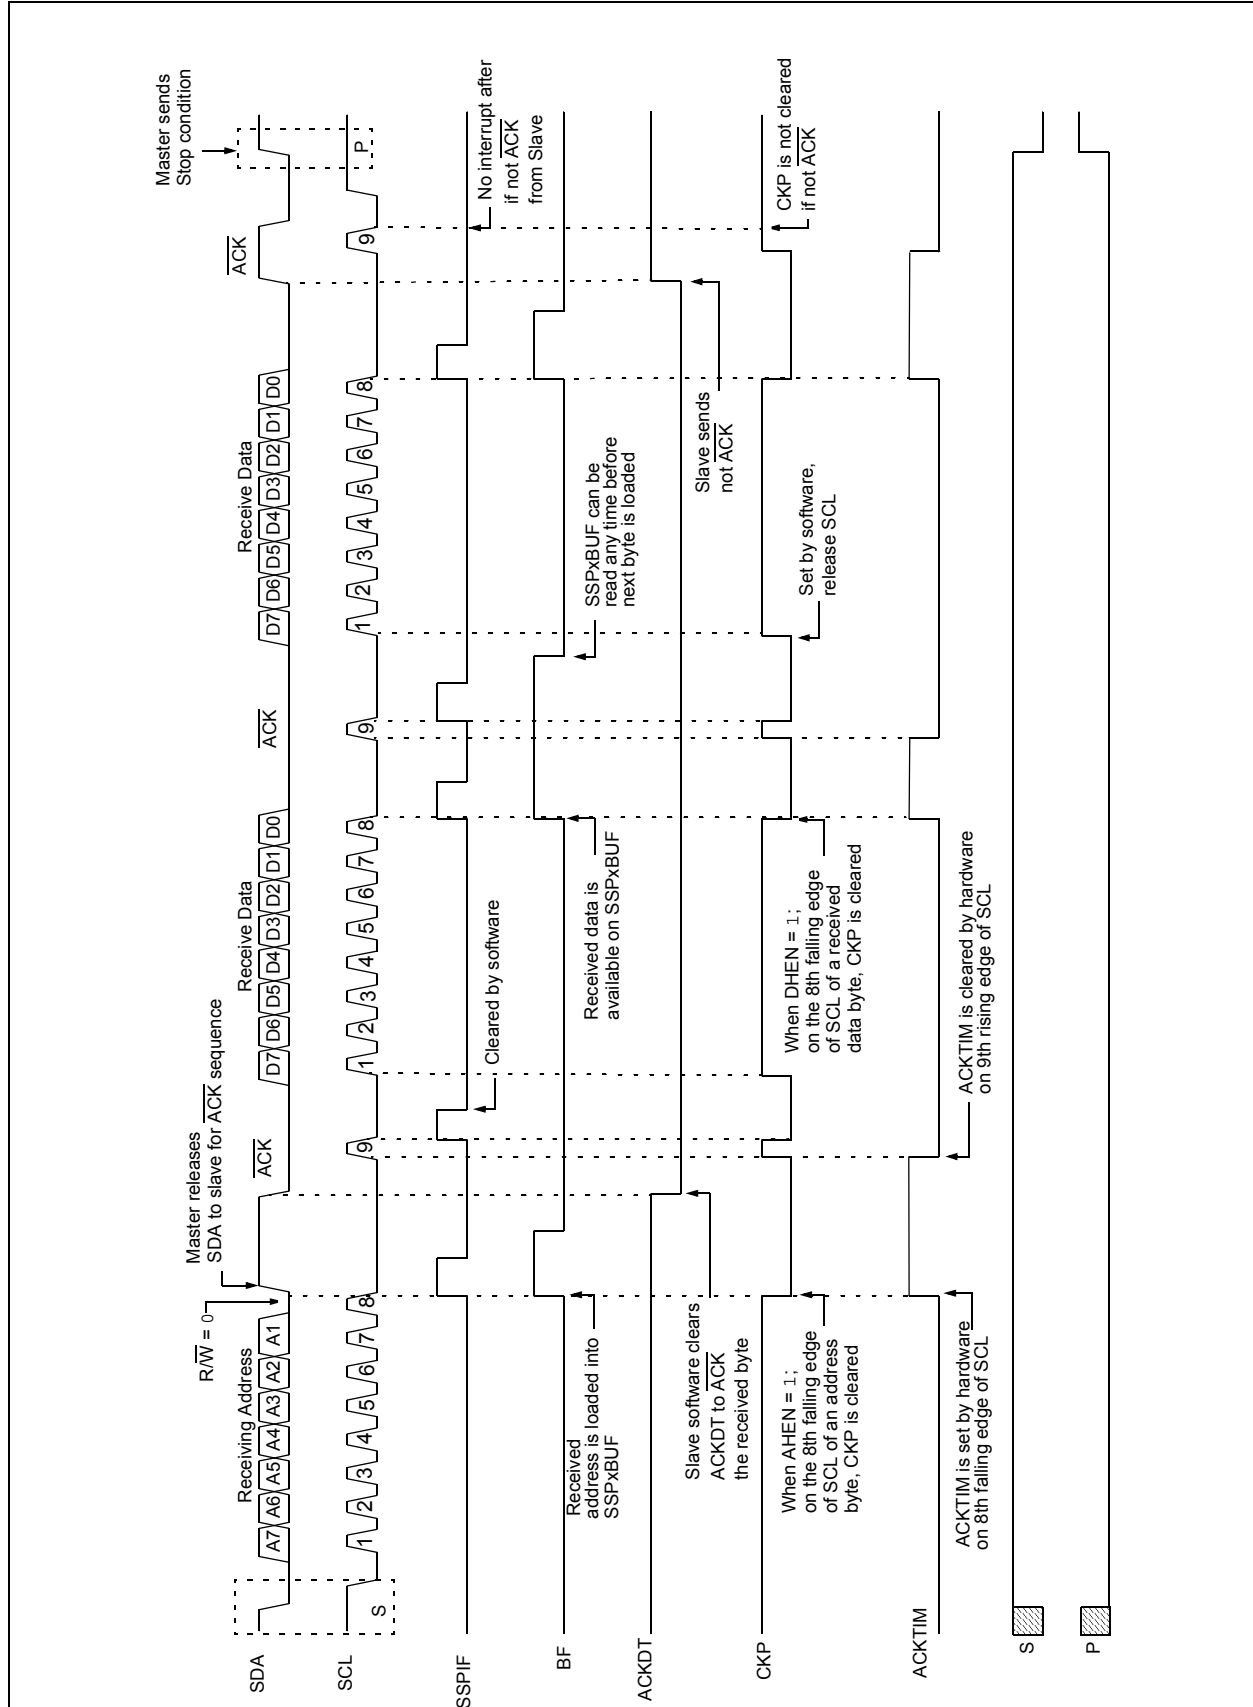 Master sends
Stop condition
Master releases
SDA to slave for ACK sequence
R/W = 0
Receiving Address
ACK
Receive Data
ACK
Receive Data
ACK
SDA
A7 A6 A5 A4 A3 A2 A1
D7 D6 D5 D4 D3 D2 D1 D0
D7 D6 D5 D4 D3 D2 D1 D0
SCL
S
1 2 3 4 5 6 7 8 9
1 2 3 4 5 6 7 8 9
1 2 3 4 5 6 7 8 9
P
SSPIF
Cleared by software
No interrupt after
if not ACK
from Slave
BF
Received
address is loaded into
SSPxBUF
Received data is
available on SSPxBUF
SSPxBUF can be
read any time before
next byte is loaded
ACKDT
Slave software clears
ACKDT to ACK
the received byte
Slave sends
not ACK
CKP
When AHEN = 1;
on the 8th falling edge
of SCL of an address
byte, CKP is cleared
When DHEN = 1;
on the 8th falling edge
of SCL of a received
data byte, CKP is cleared
Set by software,
release SCL
CKP is not cleared
if not ACK
ACKTIM
ACKTIM is set by hardware
on 8th falling edge of SCL
ACKTIM is cleared by hardware
on 9th rising edge of SCL
S
P